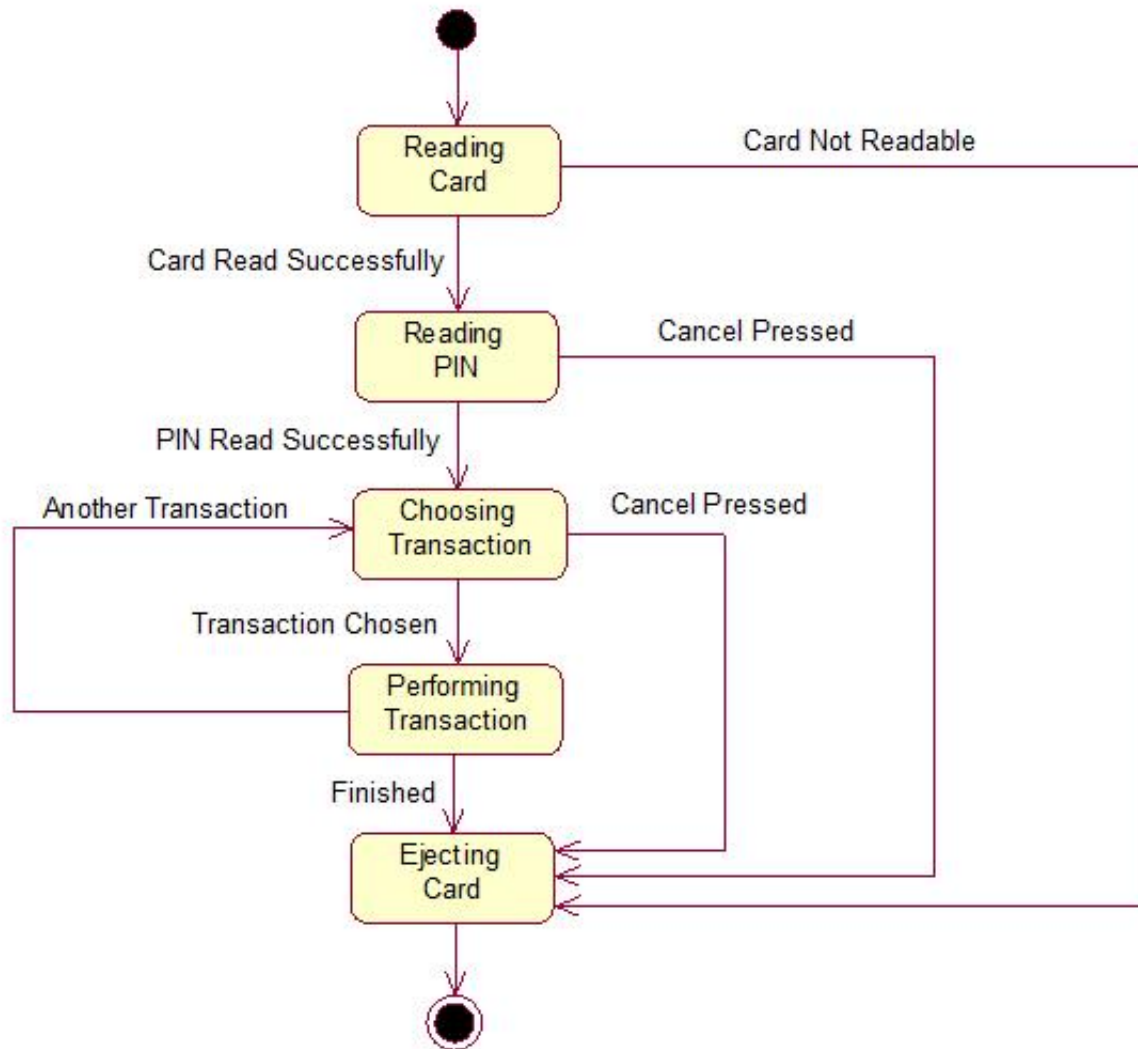 Reading
Card
Card Not Readable
Card Read Successfully
Reading
PIN
Cancel Pressed
PIN Read Successfully
Another Transaction
Choosing
Transaction
Cancel Pressed
Transaction Chosen
Performing
Transaction
Finished
Ejecting
Card